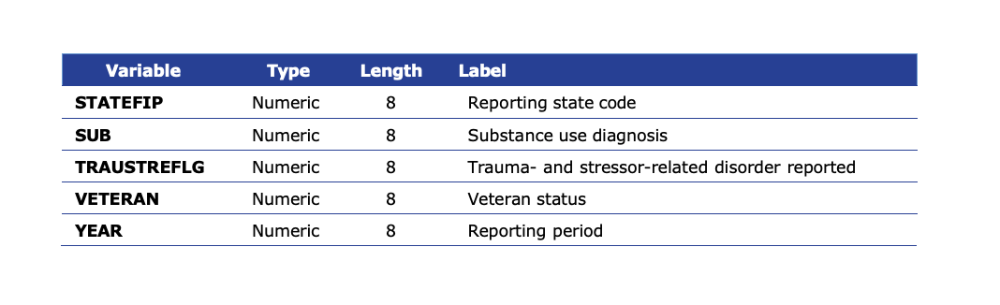 Variable Type Length Label
STATEFIP Numeric 8 Reporting state code
SUB Numeric 8 Substance use diagnosis
TRAUSTREFLG Numeric 8 Trauma- and stressor-related disorder reported
VETERAN Numeric 8 Veteran status
YEAR Numeric 8 Reporting period